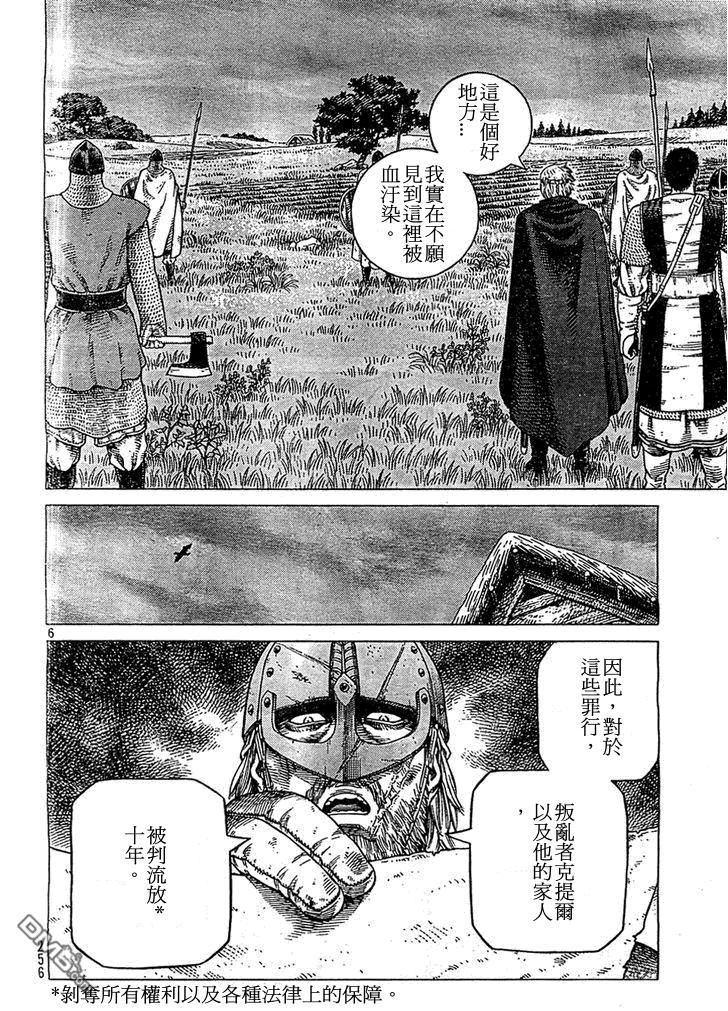 這是個好
地方…
我實在不願
見到這裡被
血汙染。
6
因此，對於
這些罪行，
叛亂者克提爾
以及他的家人
，
被判流放*
十年。
256
*剝奪所有權利以及各種法律上的保障。